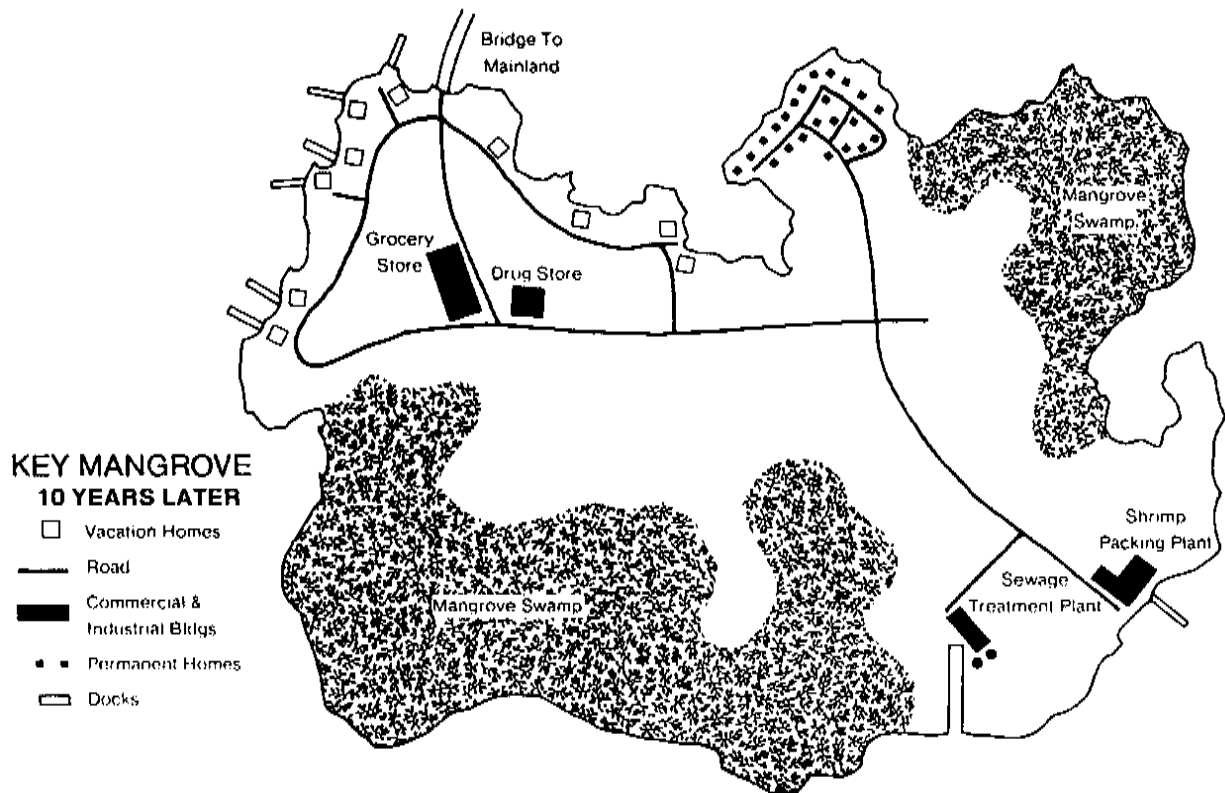 Bridge To
Mainland
Mangrove
Swamp
Grocery
Store
Drug Store
KEY MANGROVE
10 YEARS LATER
Vacation Homes
Road
Commercial &
Industrial Bldgs
Permanent Homes
Docks
Mangrove Swamp
Shrimp
Packing Plant
Sewage
Treatment Plant